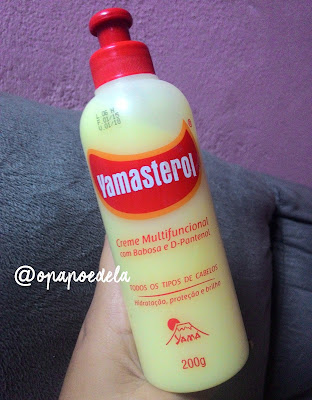 Yamasterol
Creme Multifuncional
com Babosa e D-Pantenol
TODOS OS TIPOS DE CABELOS
Hidratação, proteção e brilho
YAMA
200g
@opapoedela